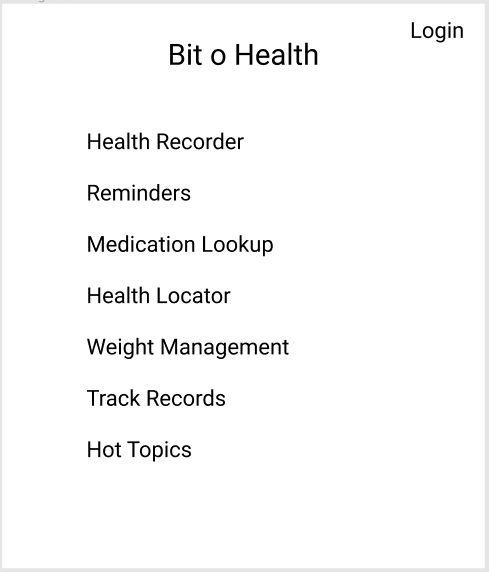 Login
Bit o Health
Health Recorder
Reminders
Medication Lookup
Health Locator
Weight Management
Track Records
Hot Topics